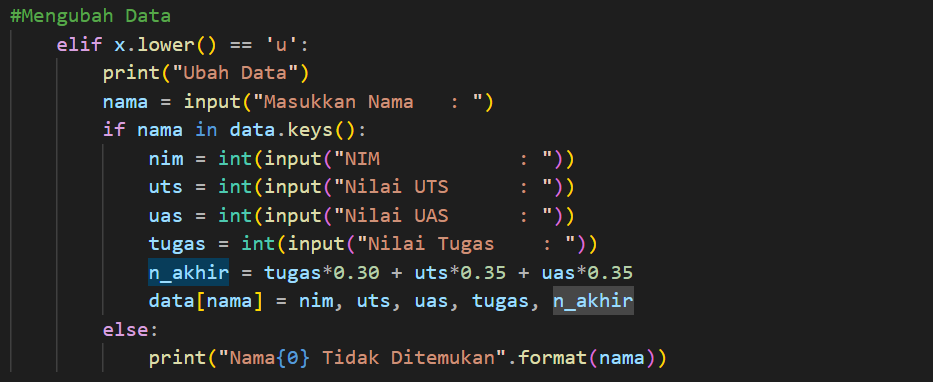 #Mengubah Data
    elif x.lower() == 'u':
        print("Ubah Data")
        nama = input("Masukkan Nama   : ")
        if nama in data.keys():
            nim = int(input("NIM            : "))
            uts = int(input("Nilai UTS      : "))
            uas = int(input("Nilai UAS      : "))
            tugas = int(input("Nilai Tugas    : "))
            n_akhir = tugas*0.30 + uts*0.35 + uas*0.35
            data[nama] = nim, uts, uas, tugas, n_akhir
        else:
            print("Nama{0} Tidak Ditemukan".format(nama))